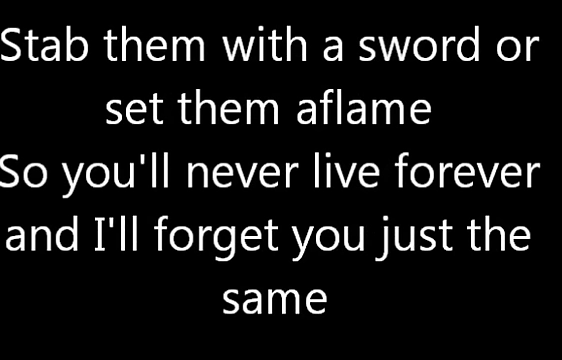 Stab them with a sword or
set them aflame
So you'll never live forever
and I'll forget you just the
same